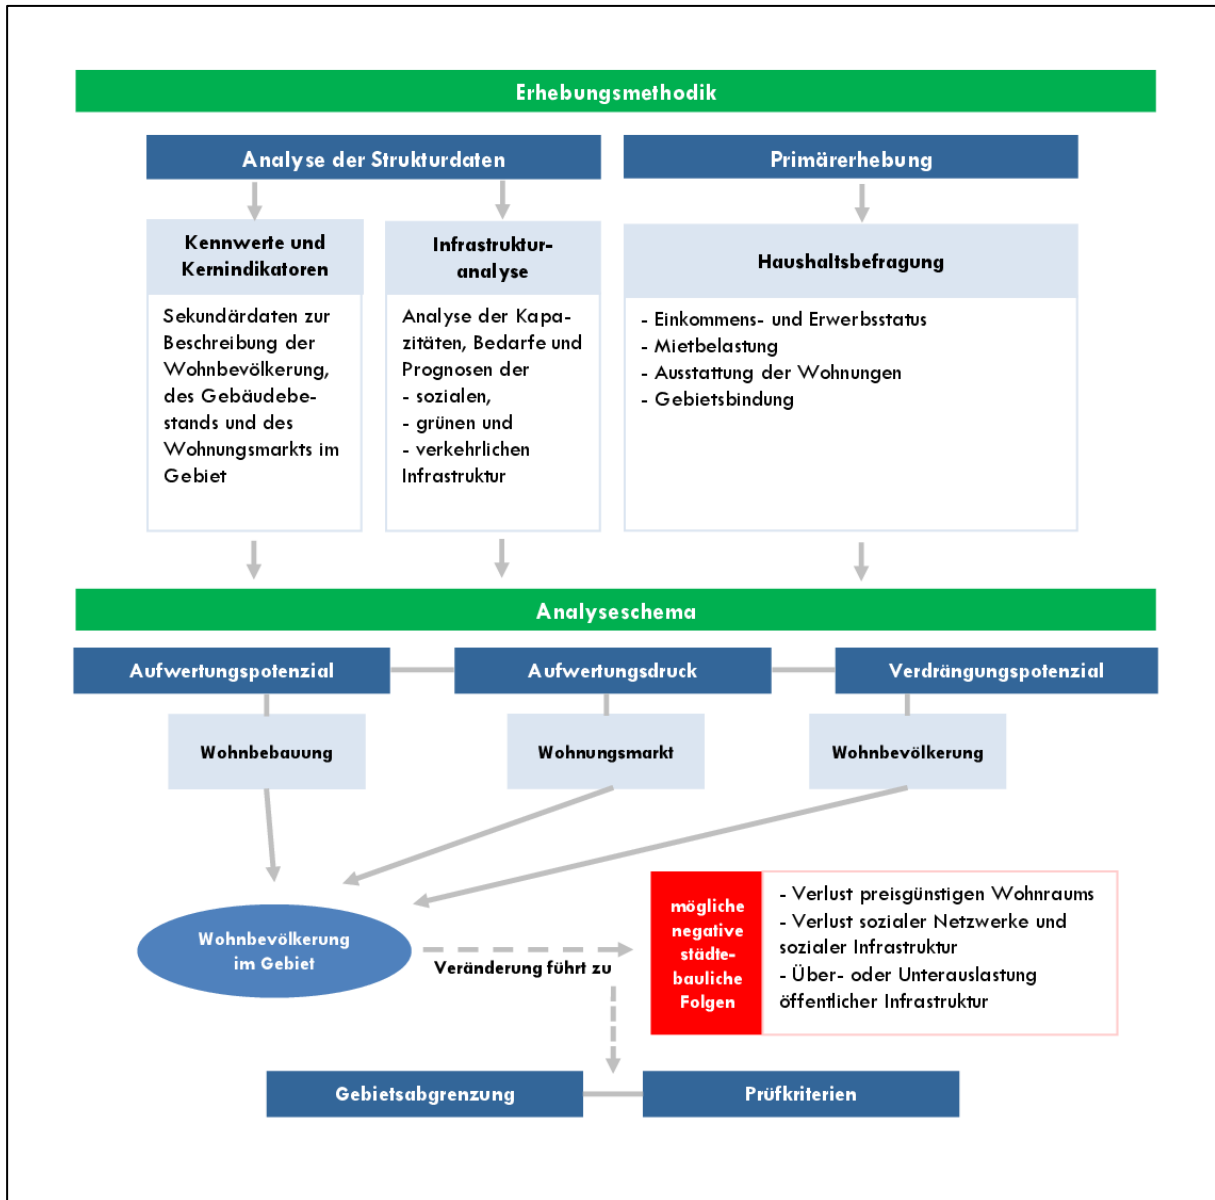 Erhebungsmethodik
Analyse der Strukturdaten
Primärerhebung
Kennwerte und
Kernindikatoren
Sekundärdaten zur
Beschreibung der
Wohnbevölkerung,
des Gebäudebe-
stands und des
Wohnungsmarkts im
Gebiet
Infrastruktur-
analyse
Analyse der Kapa-
zitäten, Bedarfe und
Prognosen der
- sozialen,
- grünen und
- verkehrlichen
Infrastruktur
Haushaltsbefragung
- Einkommens- und Erwerbsstatus
- Mietbelastung
- Ausstattung der Wohnungen
- Gebietsbindung
Analyseschema
Aufwertungspotenzial
Aufwertungsdruck
Verdrängungspotenzial
Wohnbebauung
Wohnungsmarkt
Wohnbevölkerung
Wohnbevölkerung
im Gebiet
Veränderung führt zu
mögliche
negative
städte-
bauliche
Folgen
- Verlust preisgünstigen Wohnraums
- Verlust sozialer Netzwerke und
sozialer Infrastruktur
- Über- oder Unterauslastung
öffentlicher Infrastruktur
Gebietsabgrenzung
Prüfkriterien